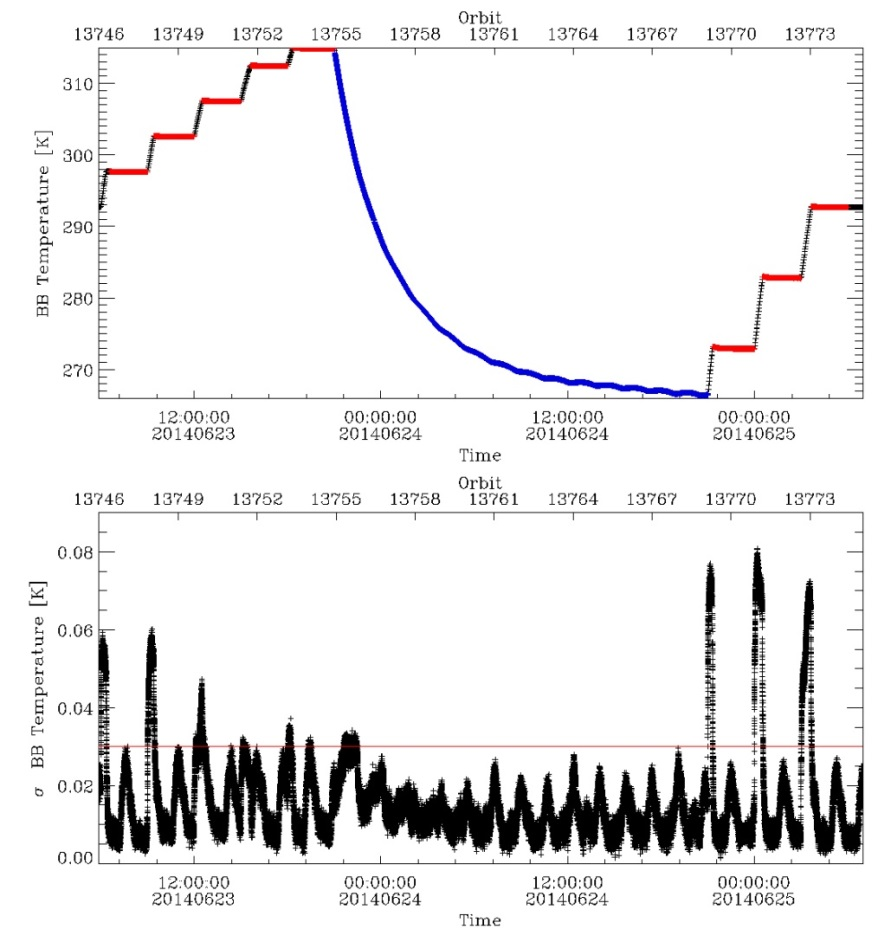 Orbit
13746 13749 13752 13755 13758 13761 13764 13767 13770 13773
310
300
290
280
270
BB Temperature [K]
12:00:00 00:00:00 12:00:00 00:00:00
20140623 20140624 20140624 20140625
Time
Orbit
13746 13749 13752 13755 13758 13761 13764 13767 13770 13773
0.08
0.06
0.04
0.02
0.00
σ BB Temperature [K]
12:00:00 00:00:00 12:00:00 00:00:00
20140623 20140624 20140624 20140625
Time